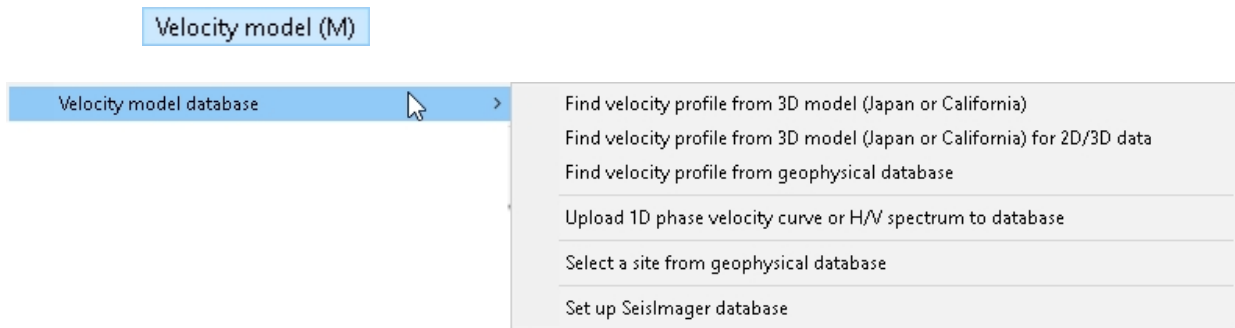 Velocity model (M)
Velocity model database
Find velocity profile from 3D model (Japan or California)
Find velocity profile from 3D model (Japan or California) for 2D/3D data
Find velocity profile from geophysical database
Upload 1D phase velocity curve or H/V spectrum to database
Select a site from geophysical database
Set up SeisImager database